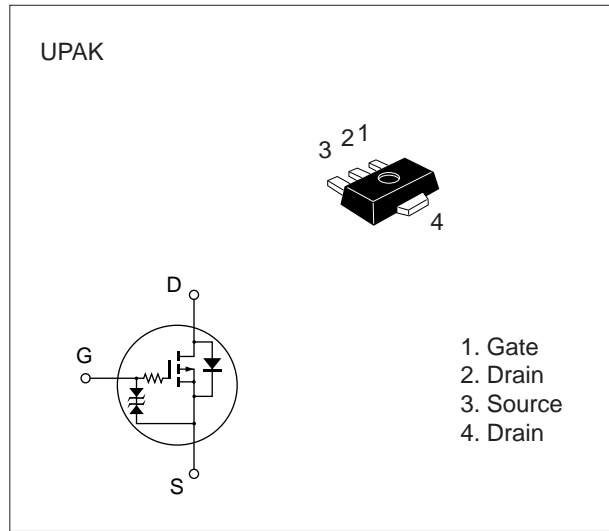 UPAK
3 2 1
4
D
G
S
1. Gate
2. Drain
3. Source
4. Drain